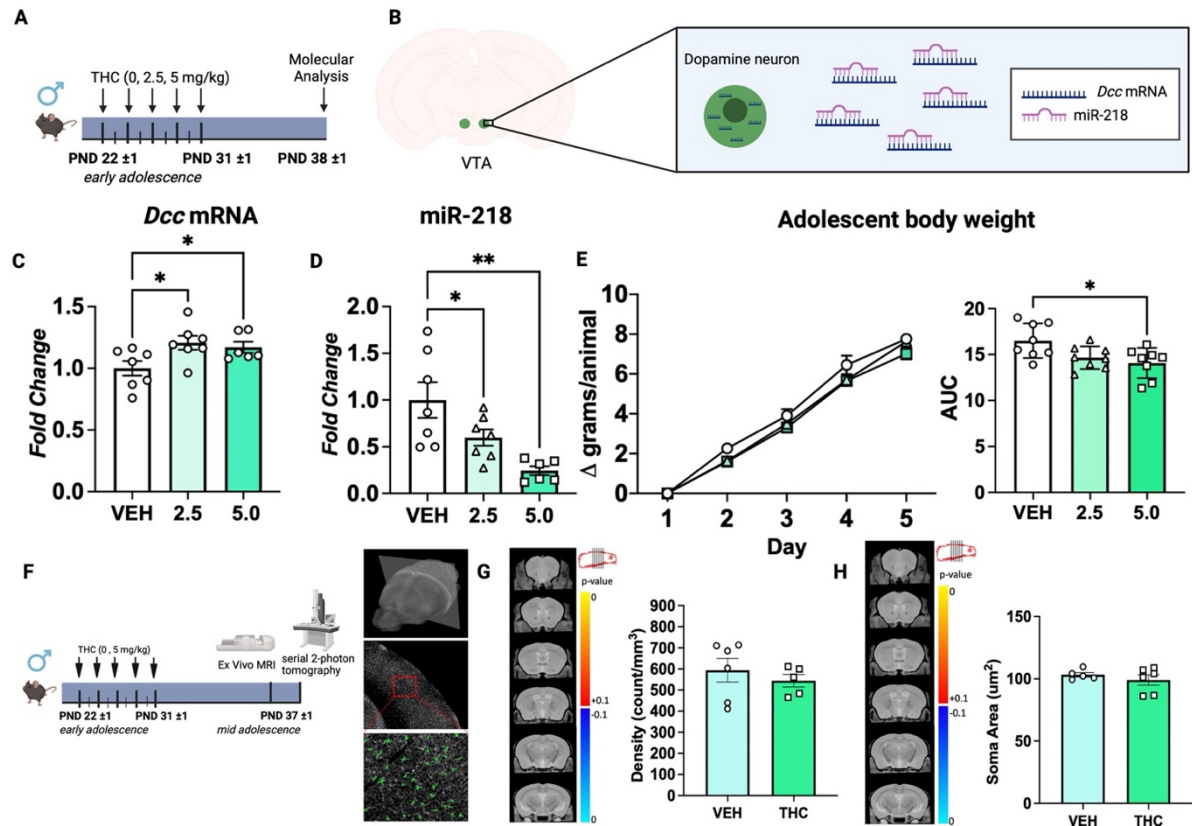 A
THC (0, 2.5, 5 mg/kg)
Molecular
Analysis
PND 22 ±1
PND 31 ±1
PND 38 ±1
early adolescence
B
VTA
Dopamine neuron
Dcc mRNA
miR-218
C
Dcc mRNA
*
*
Fold Change
1.5
1.0
0.5
0.0
VEH
2.5
5.0
D
miR-218
**
*
Fold Change
2.0
1.5
1.0
0.5
0.0
VEH
2.5
5.0
Adolescent body weight
E
Δ grams/animal
10
8
6
4
2
0
1
2
3
4
5
Day
*
AUC
20
15
10
5
0
VEH
2.5
5.0
F
THC (0 , 5 mg/kg)
Ex Vivo MRI
serial 2-photon
tomography
PND 22 ±1
PND 31 ±1
PND 37 ±1
early adolescence
mid adolescence
G
p-value
0
+0.1
-0.1
0
Density (count/mm³)
900
800
700
600
500
400
300
200
100
0
VEH
THC
H
p-value
0
+0.1
-0.1
0
Soma Area (um²)
150
100
50
0
VEH
THC